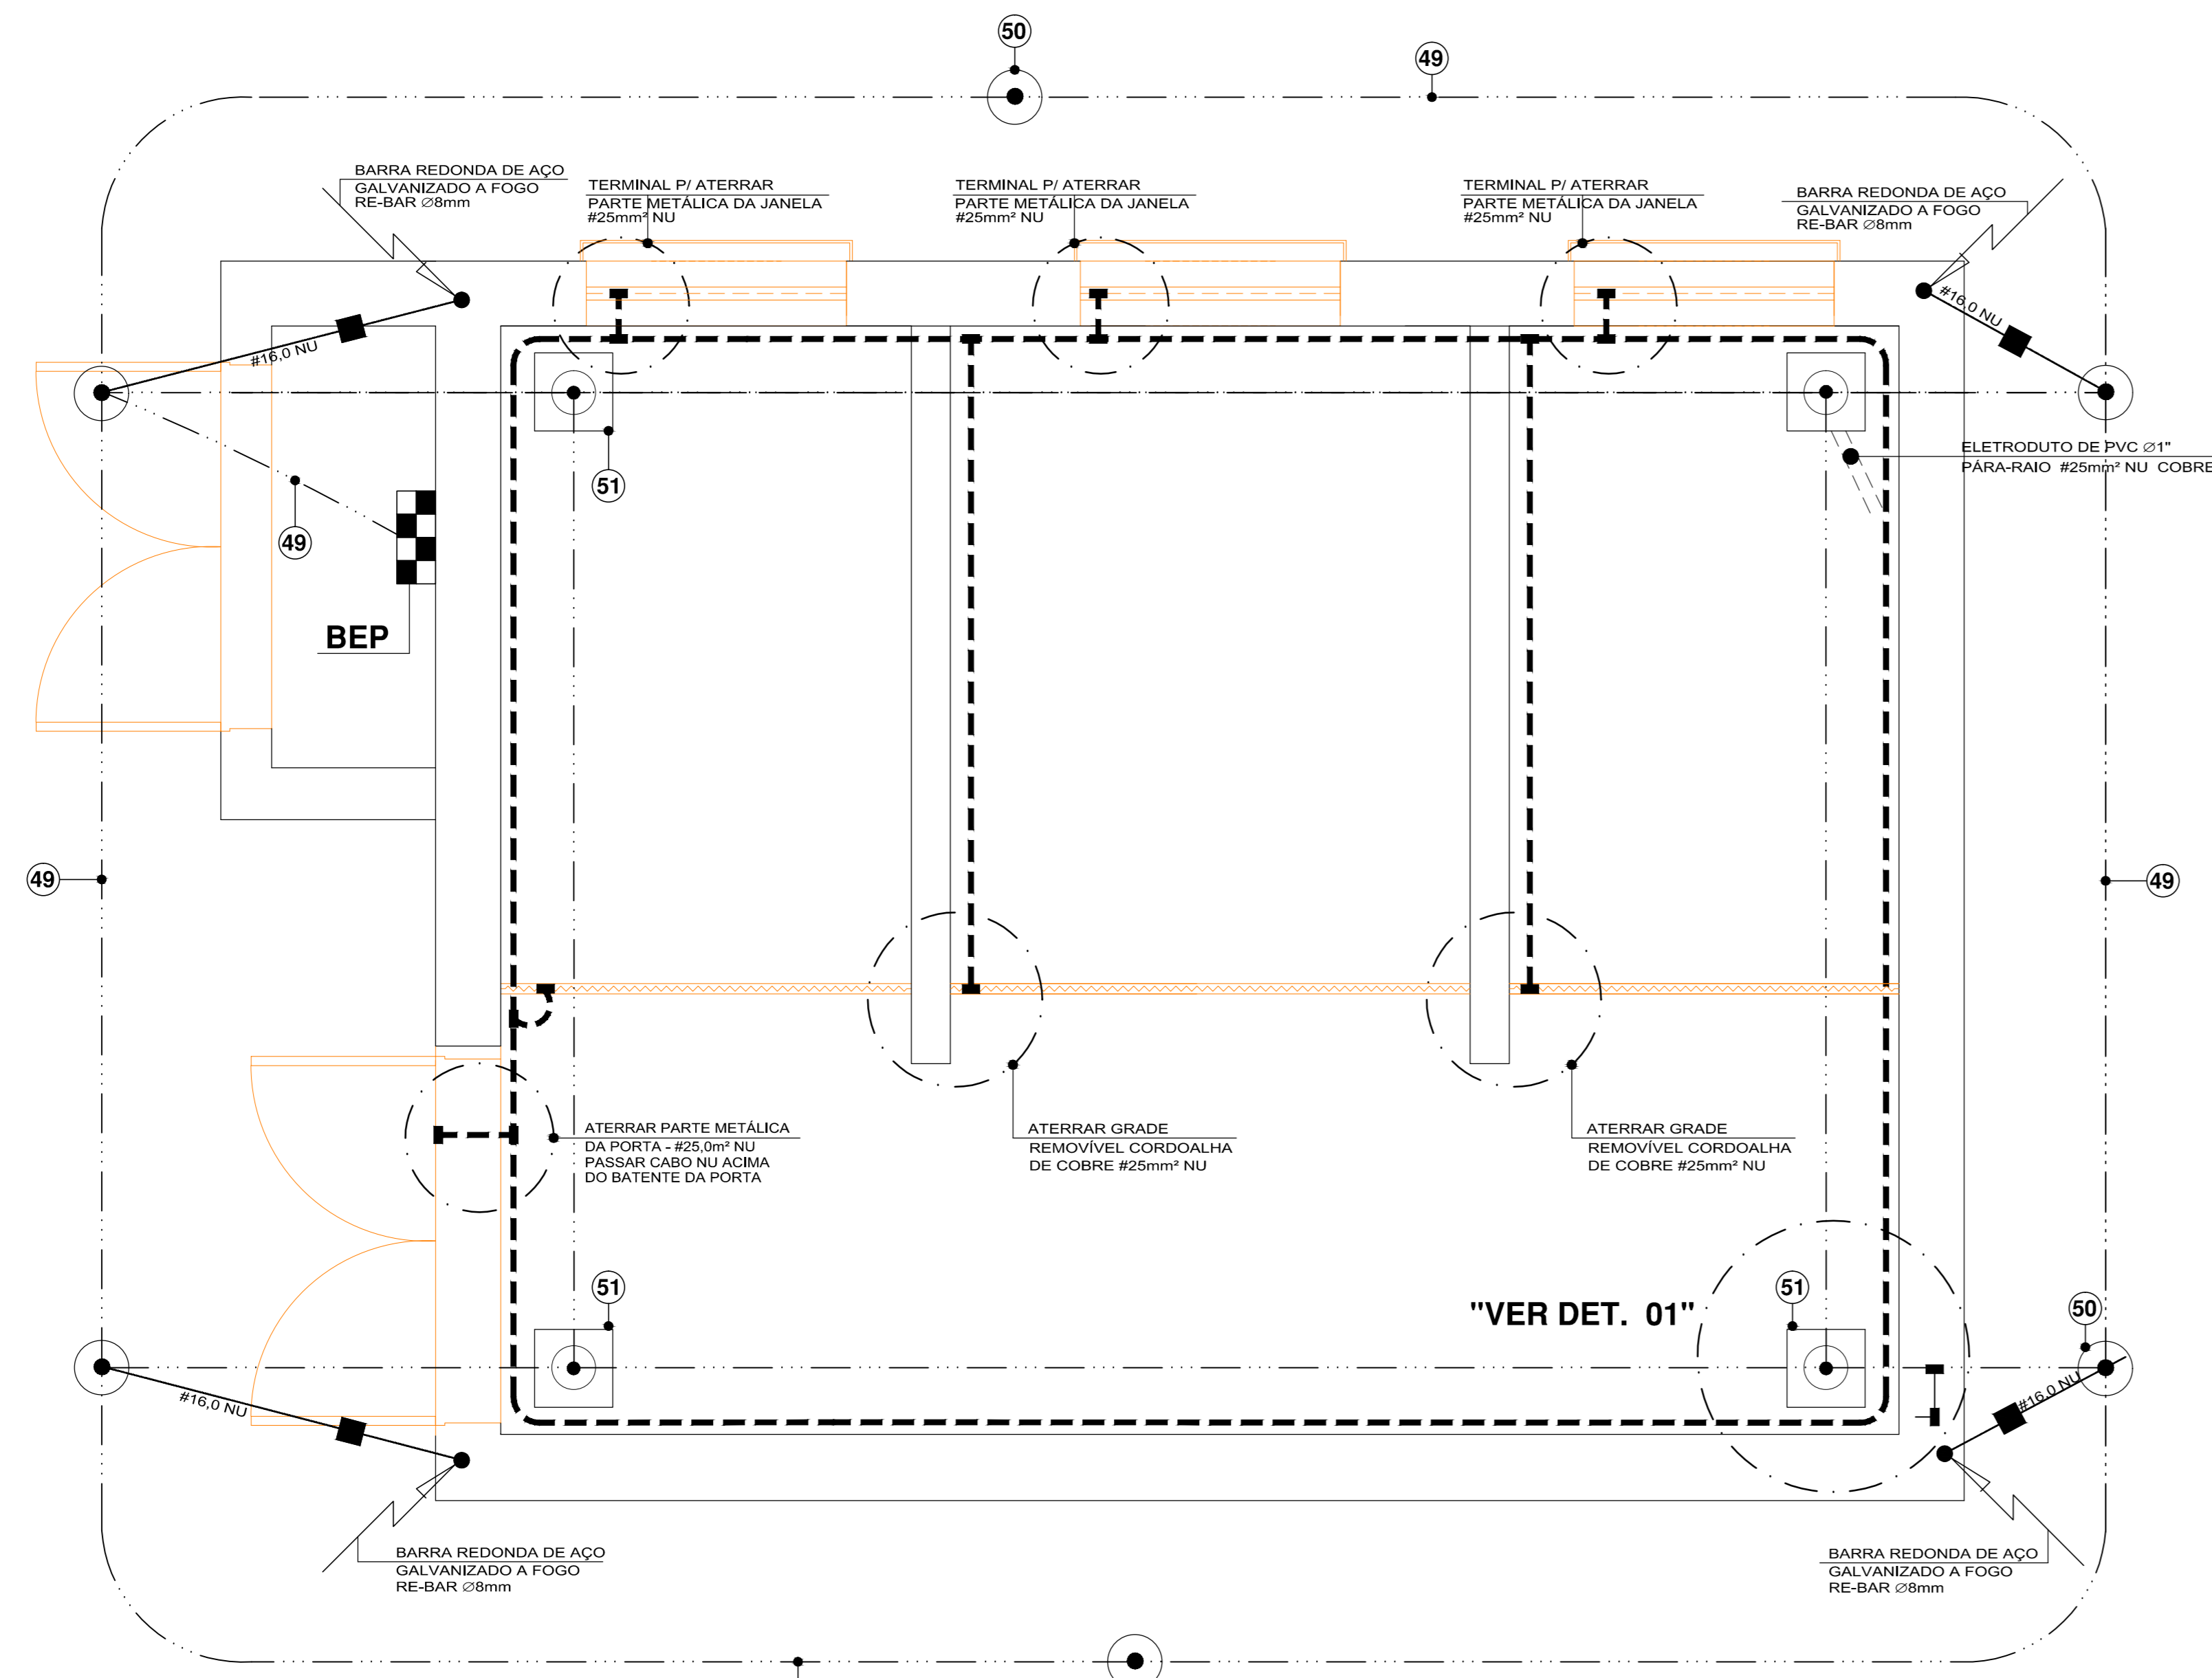 50
49
BARRA REDONDA DE AÇO
GALVANIZADO A FOGO
RE-BAR Ø8mm
TERMINAL P/ ATERRAR
PARTE METÁLICA DA JANELA
#25mm² NU
TERMINAL P/ ATERRAR
PARTE METÁLICA DA JANELA
#25mm² NU
TERMINAL P/ ATERRAR
PARTE METÁLICA DA JANELA
#25mm² NU
BARRA REDONDA DE AÇO
GALVANIZADO A FOGO
RE-BAR Ø8mm
#16,0 NU
#16,0 NU
ELETRODUTO DE PVC Ø1"
PÁRA-RAIO #25mm² NU COBRE
51
49
BEP
49
49
ATERRAR PARTE METÁLICA
DA PORTA - #25,0m² NU
PASSAR CABO NU ACIMA
DO BATENTE DA PORTA
ATERRAR GRADE
REMOVÍVEL CORDOALHA
DE COBRE #25mm² NU
ATERRAR GRADE
REMOVÍVEL CORDOALHA
DE COBRE #25mm² NU
51
"VER DET. 01"
51
50
#16,0 NU
#16,0 NU
BARRA REDONDA DE AÇO
GALVANIZADO A FOGO
RE-BAR Ø8mm
BARRA REDONDA DE AÇO
GALVANIZADO A FOGO
RE-BAR Ø8mm